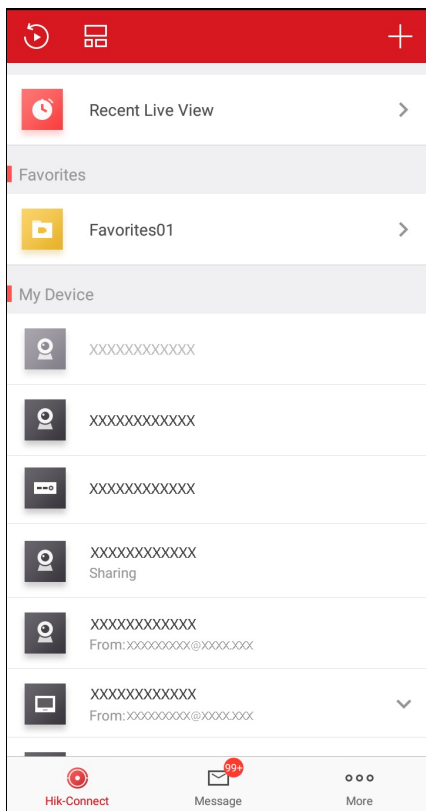 Recent Live View
Favorites
Favorites01
My Device
XXXXXXXXXXXX
XXXXXXXXXXXX
XXXXXXXXXXXX
XXXXXXXXXXXX
Sharing
XXXXXXXXXXXX
From:XXXXXXXXX@XXXX.XXX
XXXXXXXXXXXX
From:XXXXXXXXX@XXXX.XXX
99+
Hik-Connect
Message
More